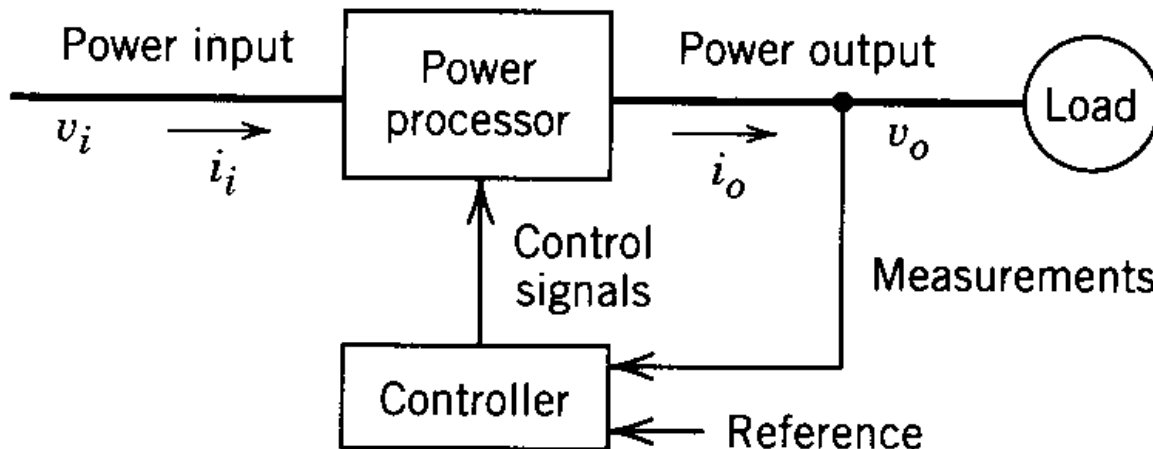 Power input
Power
processor
Power output
Load
v_i
i_i
i_o
v_o
Control
signals
Measurements
Controller
Reference